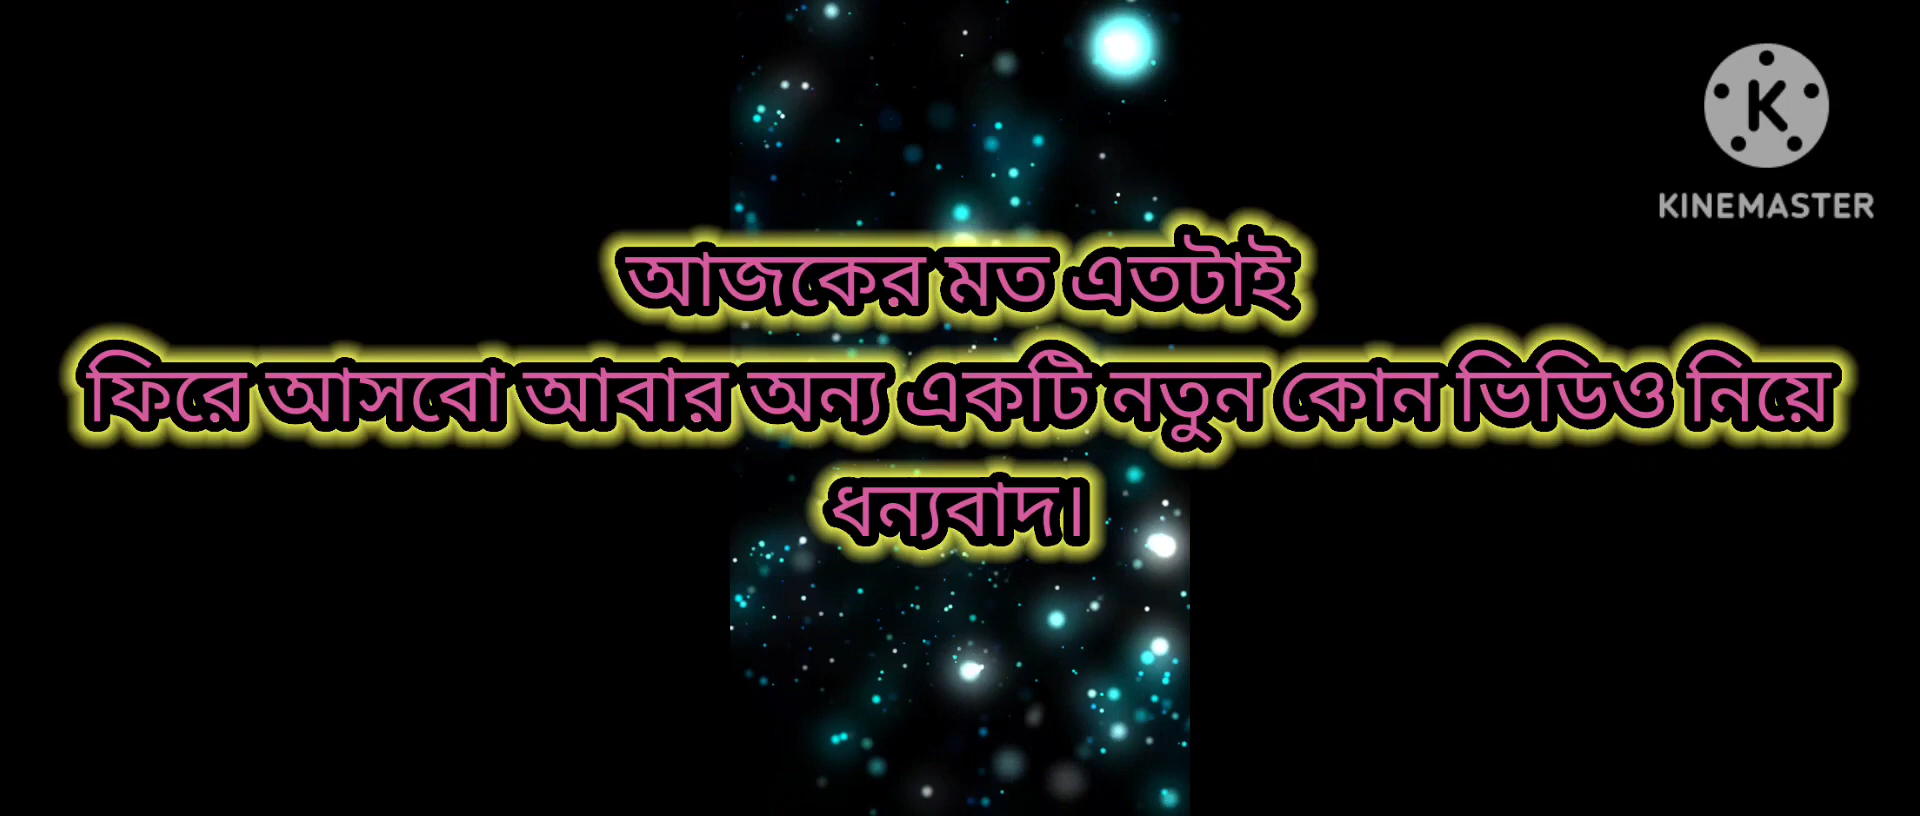 KINEMASTER
আজকের মত এতটাই
ফিরে আসবো আবার অন্য একটি নতুন কোন ভিডিও নিয়ে
ধন্যবাদ।